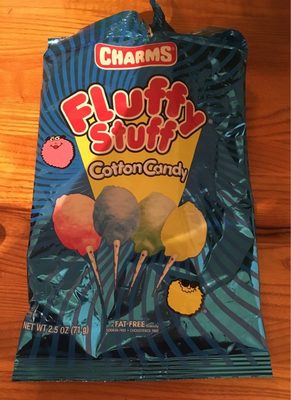 CHARMS
Fluffy
Stuff
Cotton Candy
NET WT 2.5 OZ (71g)
FAT-FREE